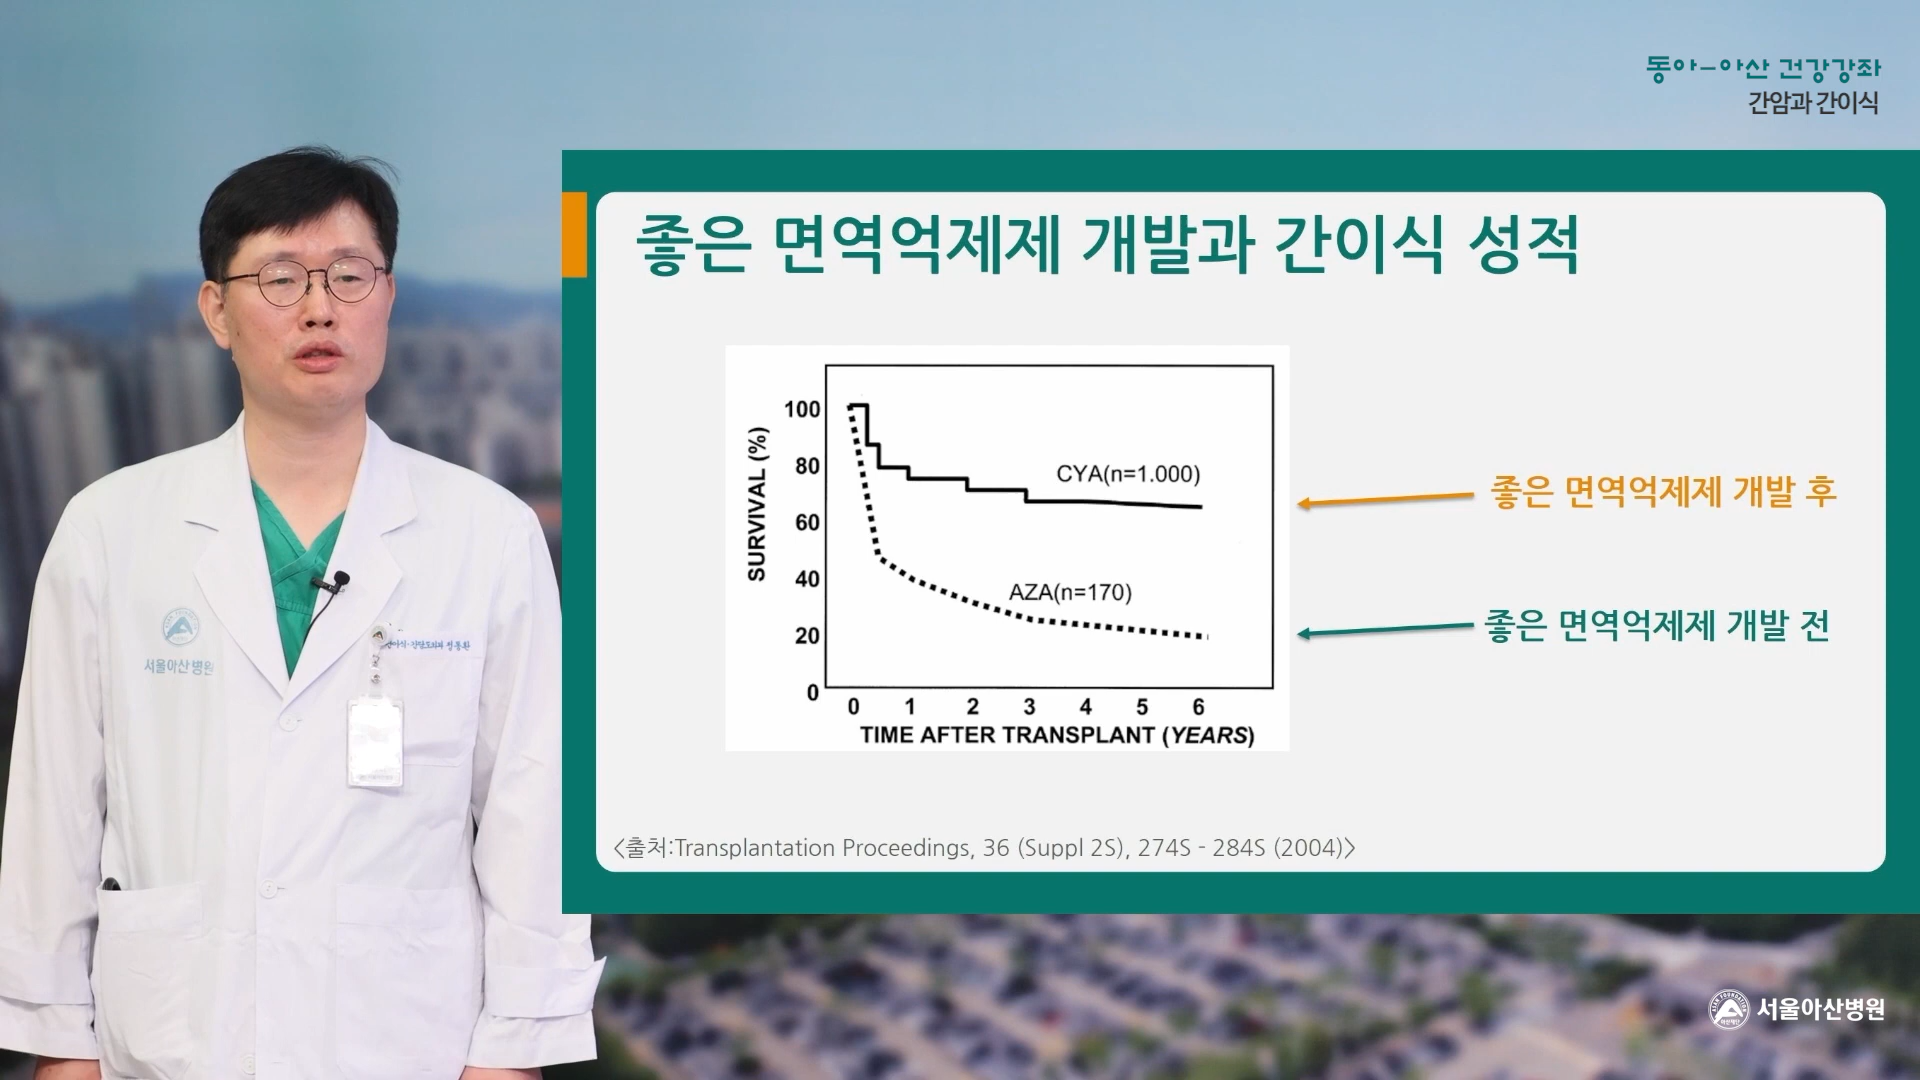 동아-아산 건강강좌
간암과 간이식
좋은 면역억제제 개발과 간이식 성적
100
80
60
40
20
0
SURVIVAL (%)
CYA(n=1.000)
AZA(n=170)
0 1 2 3 4 5 6
TIME AFTER TRANSPLANT (YEARS)
좋은 면역억제제 개발 후
좋은 면역억제제 개발 전
<출처:Transplantation Proceedings, 36 (Suppl 2S), 274S - 284S (2004)>
서울아산병원
서울아산병원